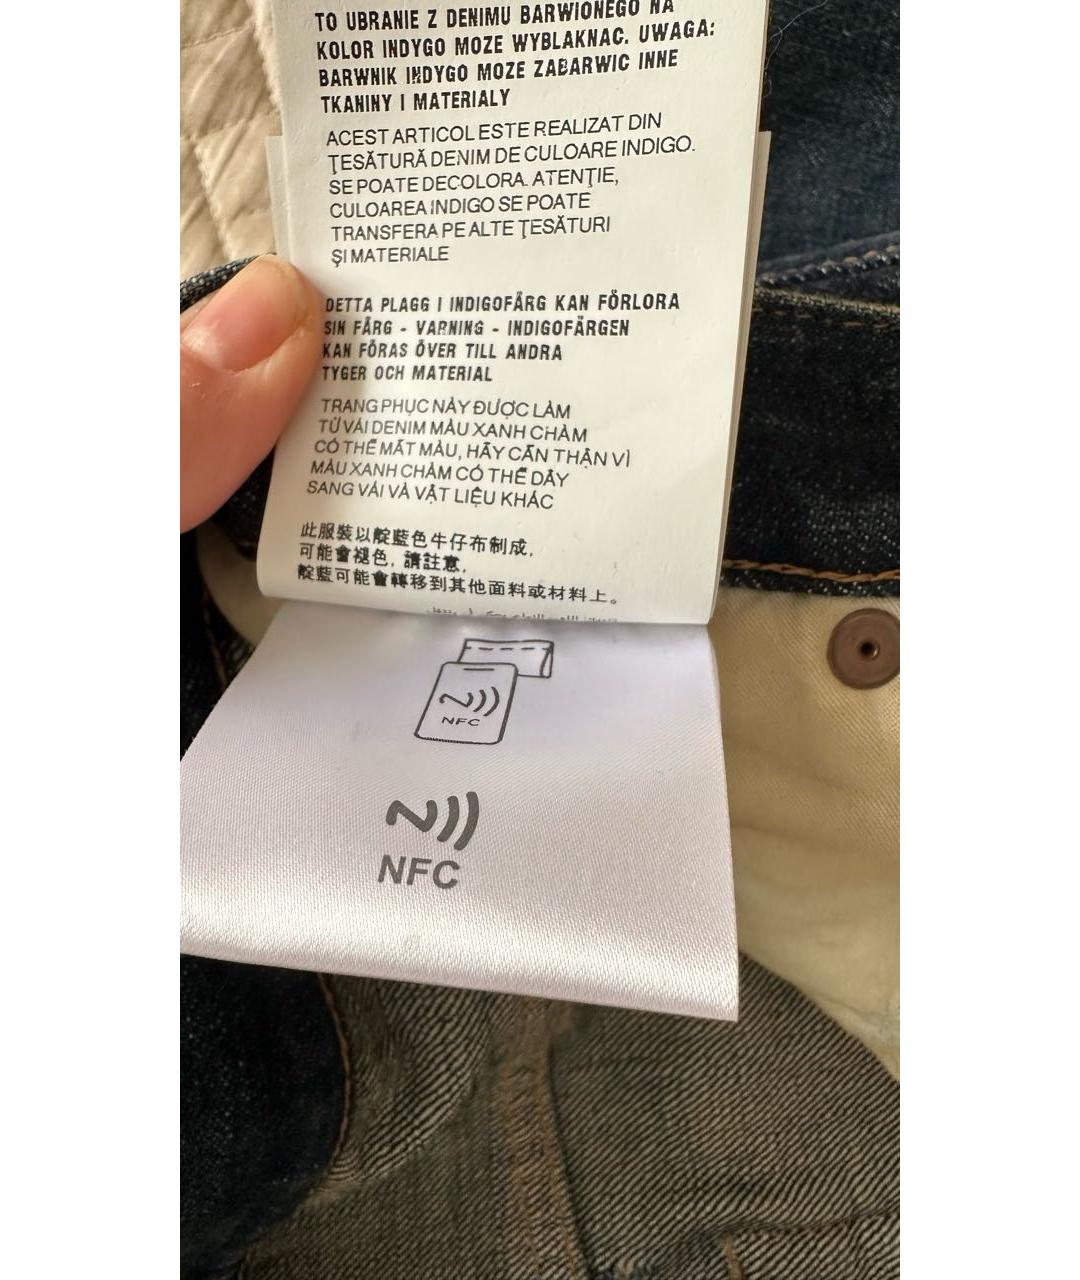 TO UBRANIE Z DENIMU BARWIONEGO NA
KOLOR INDYGO MOZE WYBLAKNAC. UWAGA:
BARWNIK INDYGO MOZE ZABARWIC INNE
TKANINY I MATERIALY
ACEST ARTICOL ESTE REALIZAT DIN
ŢESĂTURĂ DENIM DE CULOARE INDIGO.
SE POATE DECOLORA. ATENŢIE,
CULOAREA INDIGO SE POATE
TRANSFERA PE ALTE ŢESĂTURI
ŞI MATERIALE
DETTA PLAGG I INDIGOFÄRG KAN FÖRLORA
SIN FÄRG - VARNING - INDIGOFÄRGEN
KAN FÖRAS ÖVER TILL ANDRA
TYGER OCH MATERIAL
TRANG PHỤC NÀY ĐƯỢC LÀM
TỪ VẢI DENIM MÀU XANH CHÀM
CÓ THỂ MẤT MÀU, HÃY CẨN THẬN VÌ
MÀU XANH CHÀM CÓ THỂ DÂY
SANG VẢI VÀ VẬT LIỆU KHÁC
此服裝以靛藍色牛仔布制成,
可能會褪色, 請註意,
靛藍可能會轉移到其他面料或材料上。
NFC
NFC